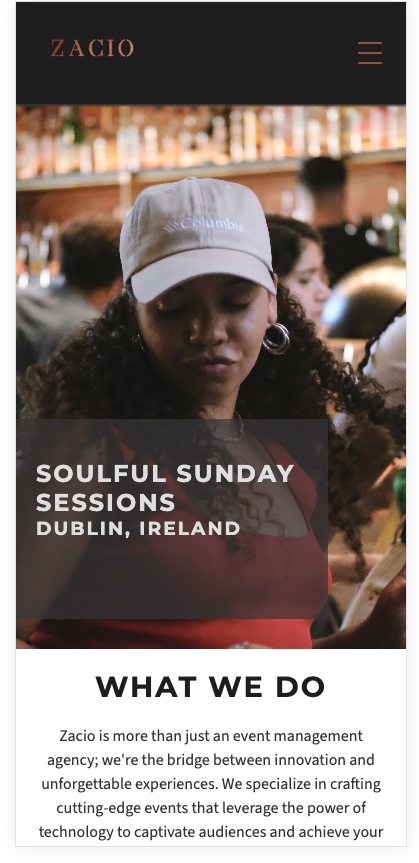 ZACIO
Columbia
SOULFUL SUNDAY
SESSIONS
DUBLIN, IRELAND
WHAT WE DO
Zacio is more than just an event management
agency; we're the bridge between innovation and
unforgettable experiences. We specialize in crafting
cutting-edge events that leverage the power of
technology to captivate audiences and achieve your